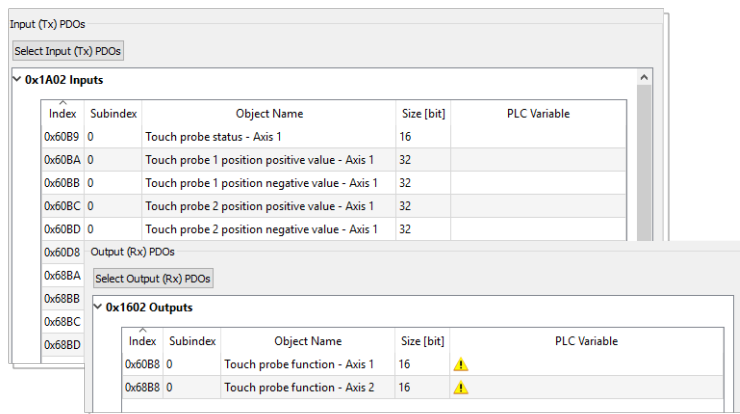 Input (Tx) PDOs
Select Input (Tx) PDOs
0x1A02 Inputs
Index Subindex Object Name Size [bit] PLC Variable
0x60B9 0 Touch probe status - Axis 1 16
0x60BA 0 Touch probe 1 position positive value - Axis 1 32
0x60BB 0 Touch probe 1 position negative value - Axis 1 32
0x60BC 0 Touch probe 2 position positive value - Axis 1 32
0x60BD 0 Touch probe 2 position negative value - Axis 1 32
0x60D8
0x68BA
0x68BB
0x68BC
0x68BD
Output (Rx) PDOs
Select Output (Rx) PDOs
0x1602 Outputs
Index Subindex Object Name Size [bit] PLC Variable
0x60B8 0 Touch probe function - Axis 1 16
0x68B8 0 Touch probe function - Axis 2 16